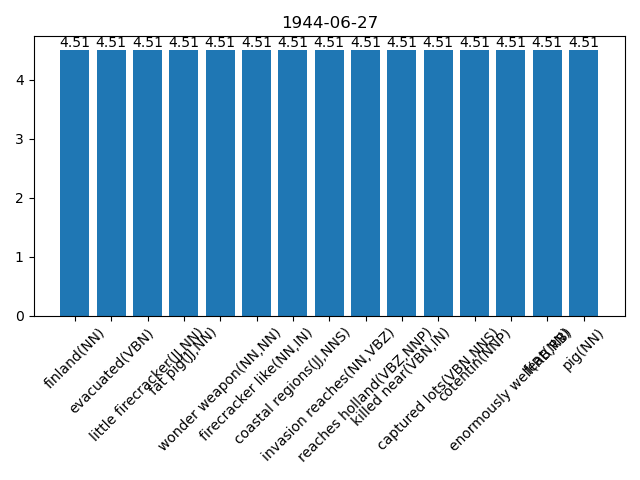 1944-06-27
4.51 4.51 4.51 4.51 4.51 4.51 4.51 4.51 4.51 4.51 4.51 4.51 4.51 4.51 4.51
4
3
2
1
0
finland(NN)
evacuated(VBN)
little firecracker(JJ,NN)
fat pig(JJ,NN)
wonder weapon(NN,NN)
firecracker like(NN,IN)
coastal regions(JJ,NNS)
invasion reaches(NN,VBZ)
reaches holland(VBZ,NNP)
killed near(VBN,IN)
captured lots(VBN,NNS)
cotentin(NNP)
enormously
pig(NN)